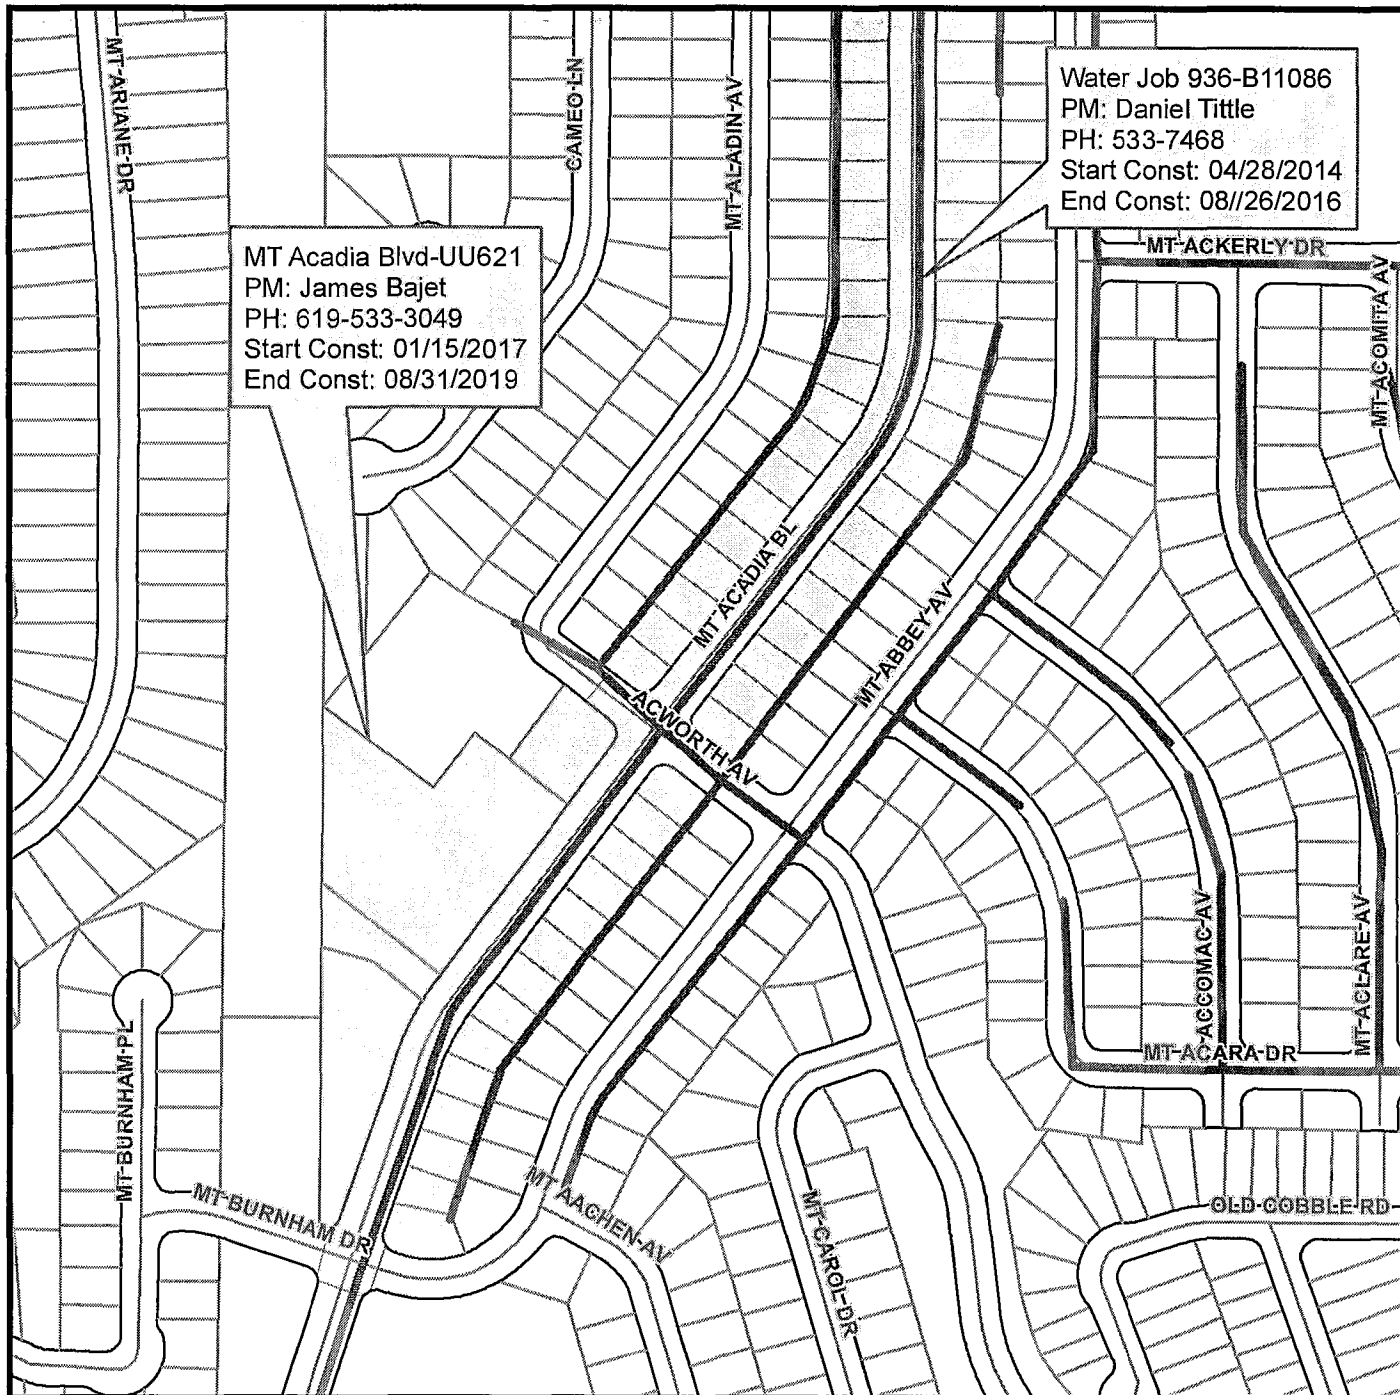 MT ARIANE DR
CAMEO LN
MT ALADIN AV
Water Job 936-B11086
PM: Daniel Tittle
PH: 533-7468
Start Const: 04/28/2014
End Const: 08//26/2016
MT ACKERLY DR
MT ACOMITA AV
MT Acadia Blvd-UU621
PM: James Bajet
PH: 619-533-3049
Start Const: 01/15/2017
End Const: 08/31/2019
MT ACADIA BL
MT ABBEY AV
ACWORTH AV
ACCOMAC AV
MT ACLARE AV
MT ACARA DR
MT BURNHAM PL
MT BURNHAM DR
MT AACHEN AV
MT CAROL DR
OLD COBBLE RD